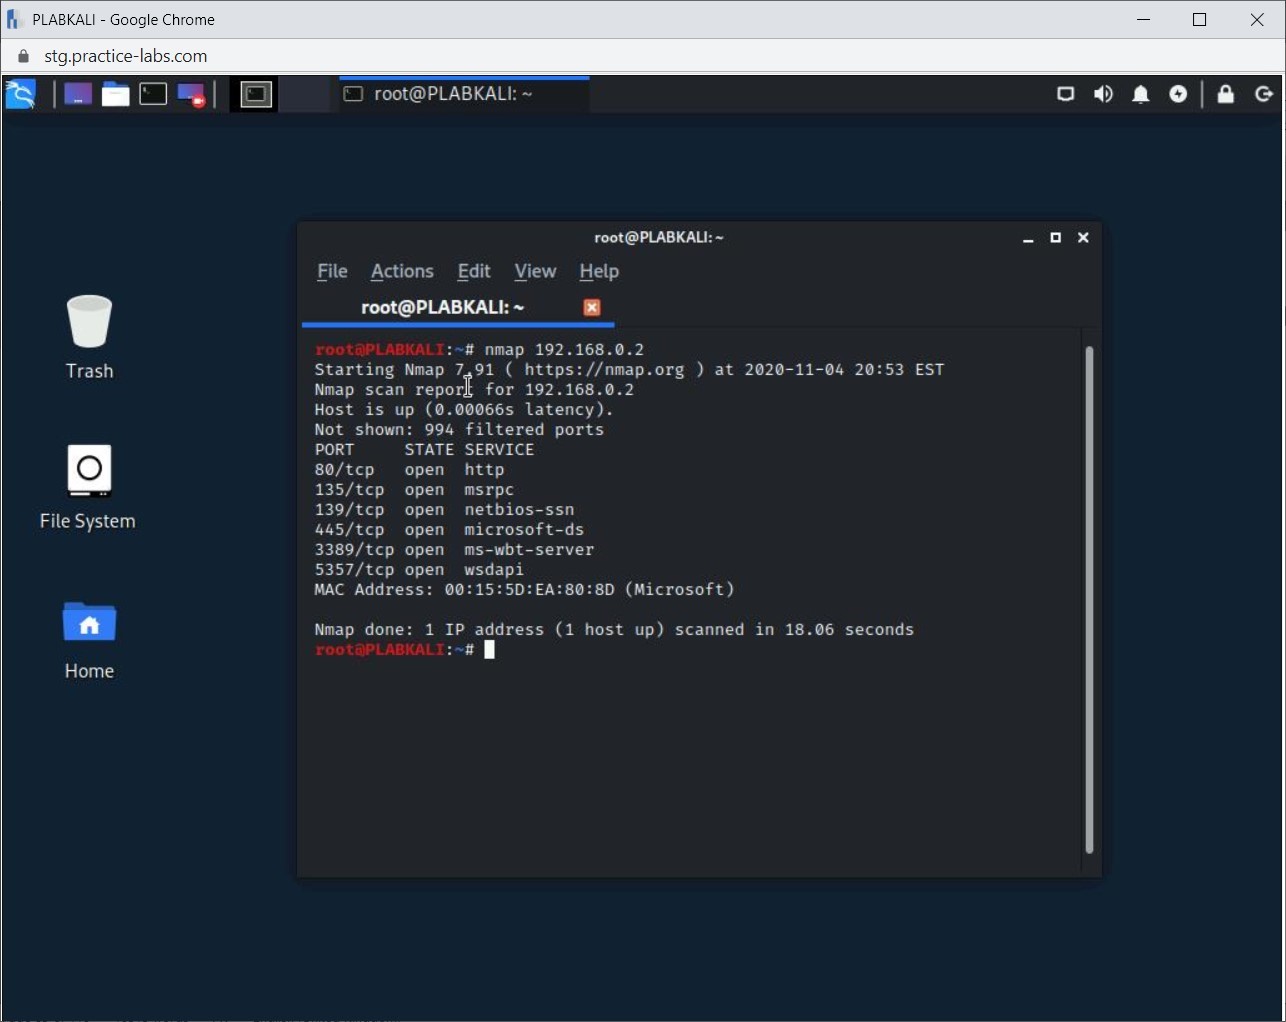 PLABKALI - Google Chrome
stg.practice-labs.com
root@PLABKALI: ~
root@PLABKALI:~
File Actions Edit View Help
root@PLABKALI: ~
root@PLABKALI:~# nmap 192.168.0.2
Starting Nmap 7.91 ( https://nmap.org ) at 2020-11-04 20:53 EST
Nmap scan report for 192.168.0.2
Host is up (0.00066s latency).
Not shown: 994 filtered ports
PORT STATE SERVICE
80/tcp open http
135/tcp open msrpc
139/tcp open netbios-ssn
445/tcp open microsoft-ds
3389/tcp open ms-wbt-server
5357/tcp open wsdapi
MAC Address: 00:15:5D:EA:80:8D (Microsoft)
Nmap done: 1 IP address (1 host up) scanned in 18.06 seconds
root@PLABKALI:~#
Trash
File System
Home